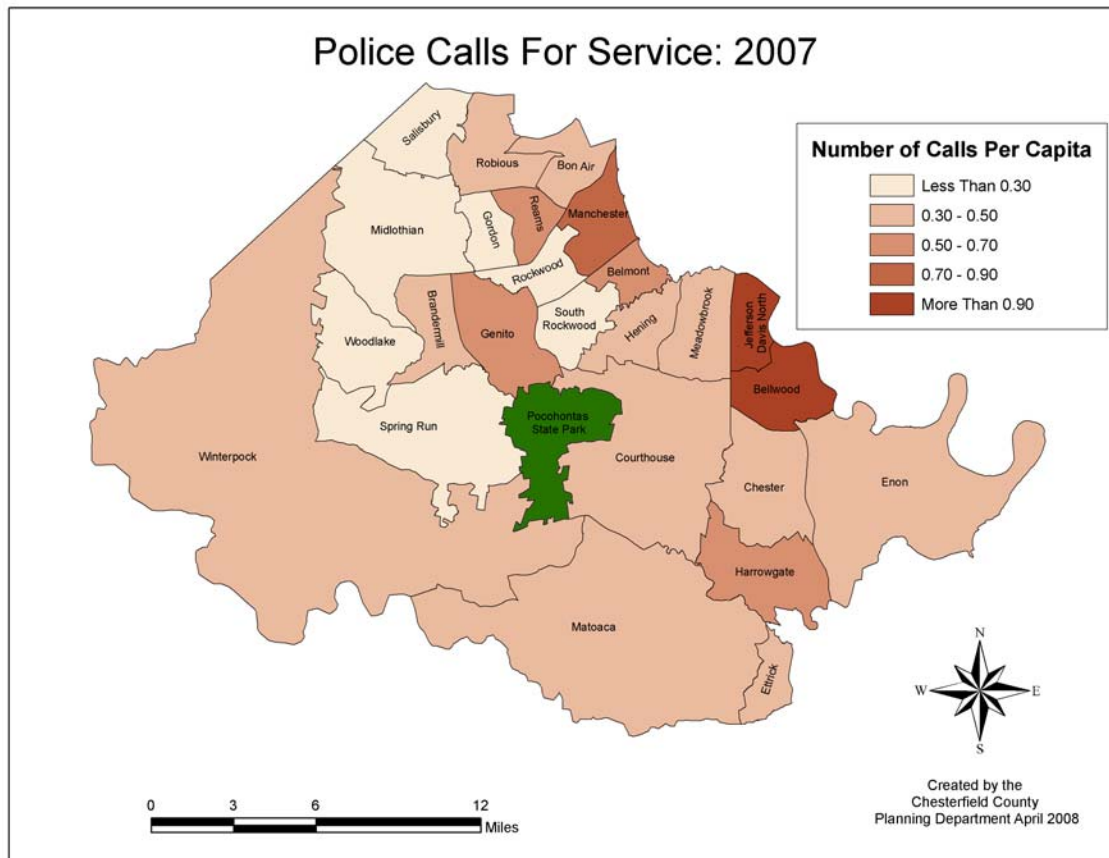 Police Calls For Service: 2007
Number of Calls Per Capita
Less Than 0.30
0.30 - 0.50
0.50 - 0.70
0.70 - 0.90
More Than 0.90
Salisbury
Robious
Bon Air
Midlothian
Gordon
Reams
Manchester
Rockwood
Belmont
Woodlake
Brandermill
Genito
South
Rockwood
Hening
Meadowbrook
Jefferson
Davis North
Bellwood
Spring Run
Pocohontas
State Park
Winterpock
Courthouse
Chester
Enon
Harrowgate
Matoaca
Ettrick
N
W
E
S
0
3
6
12
Miles
Created by the
Chesterfield County
Planning Department April 2008